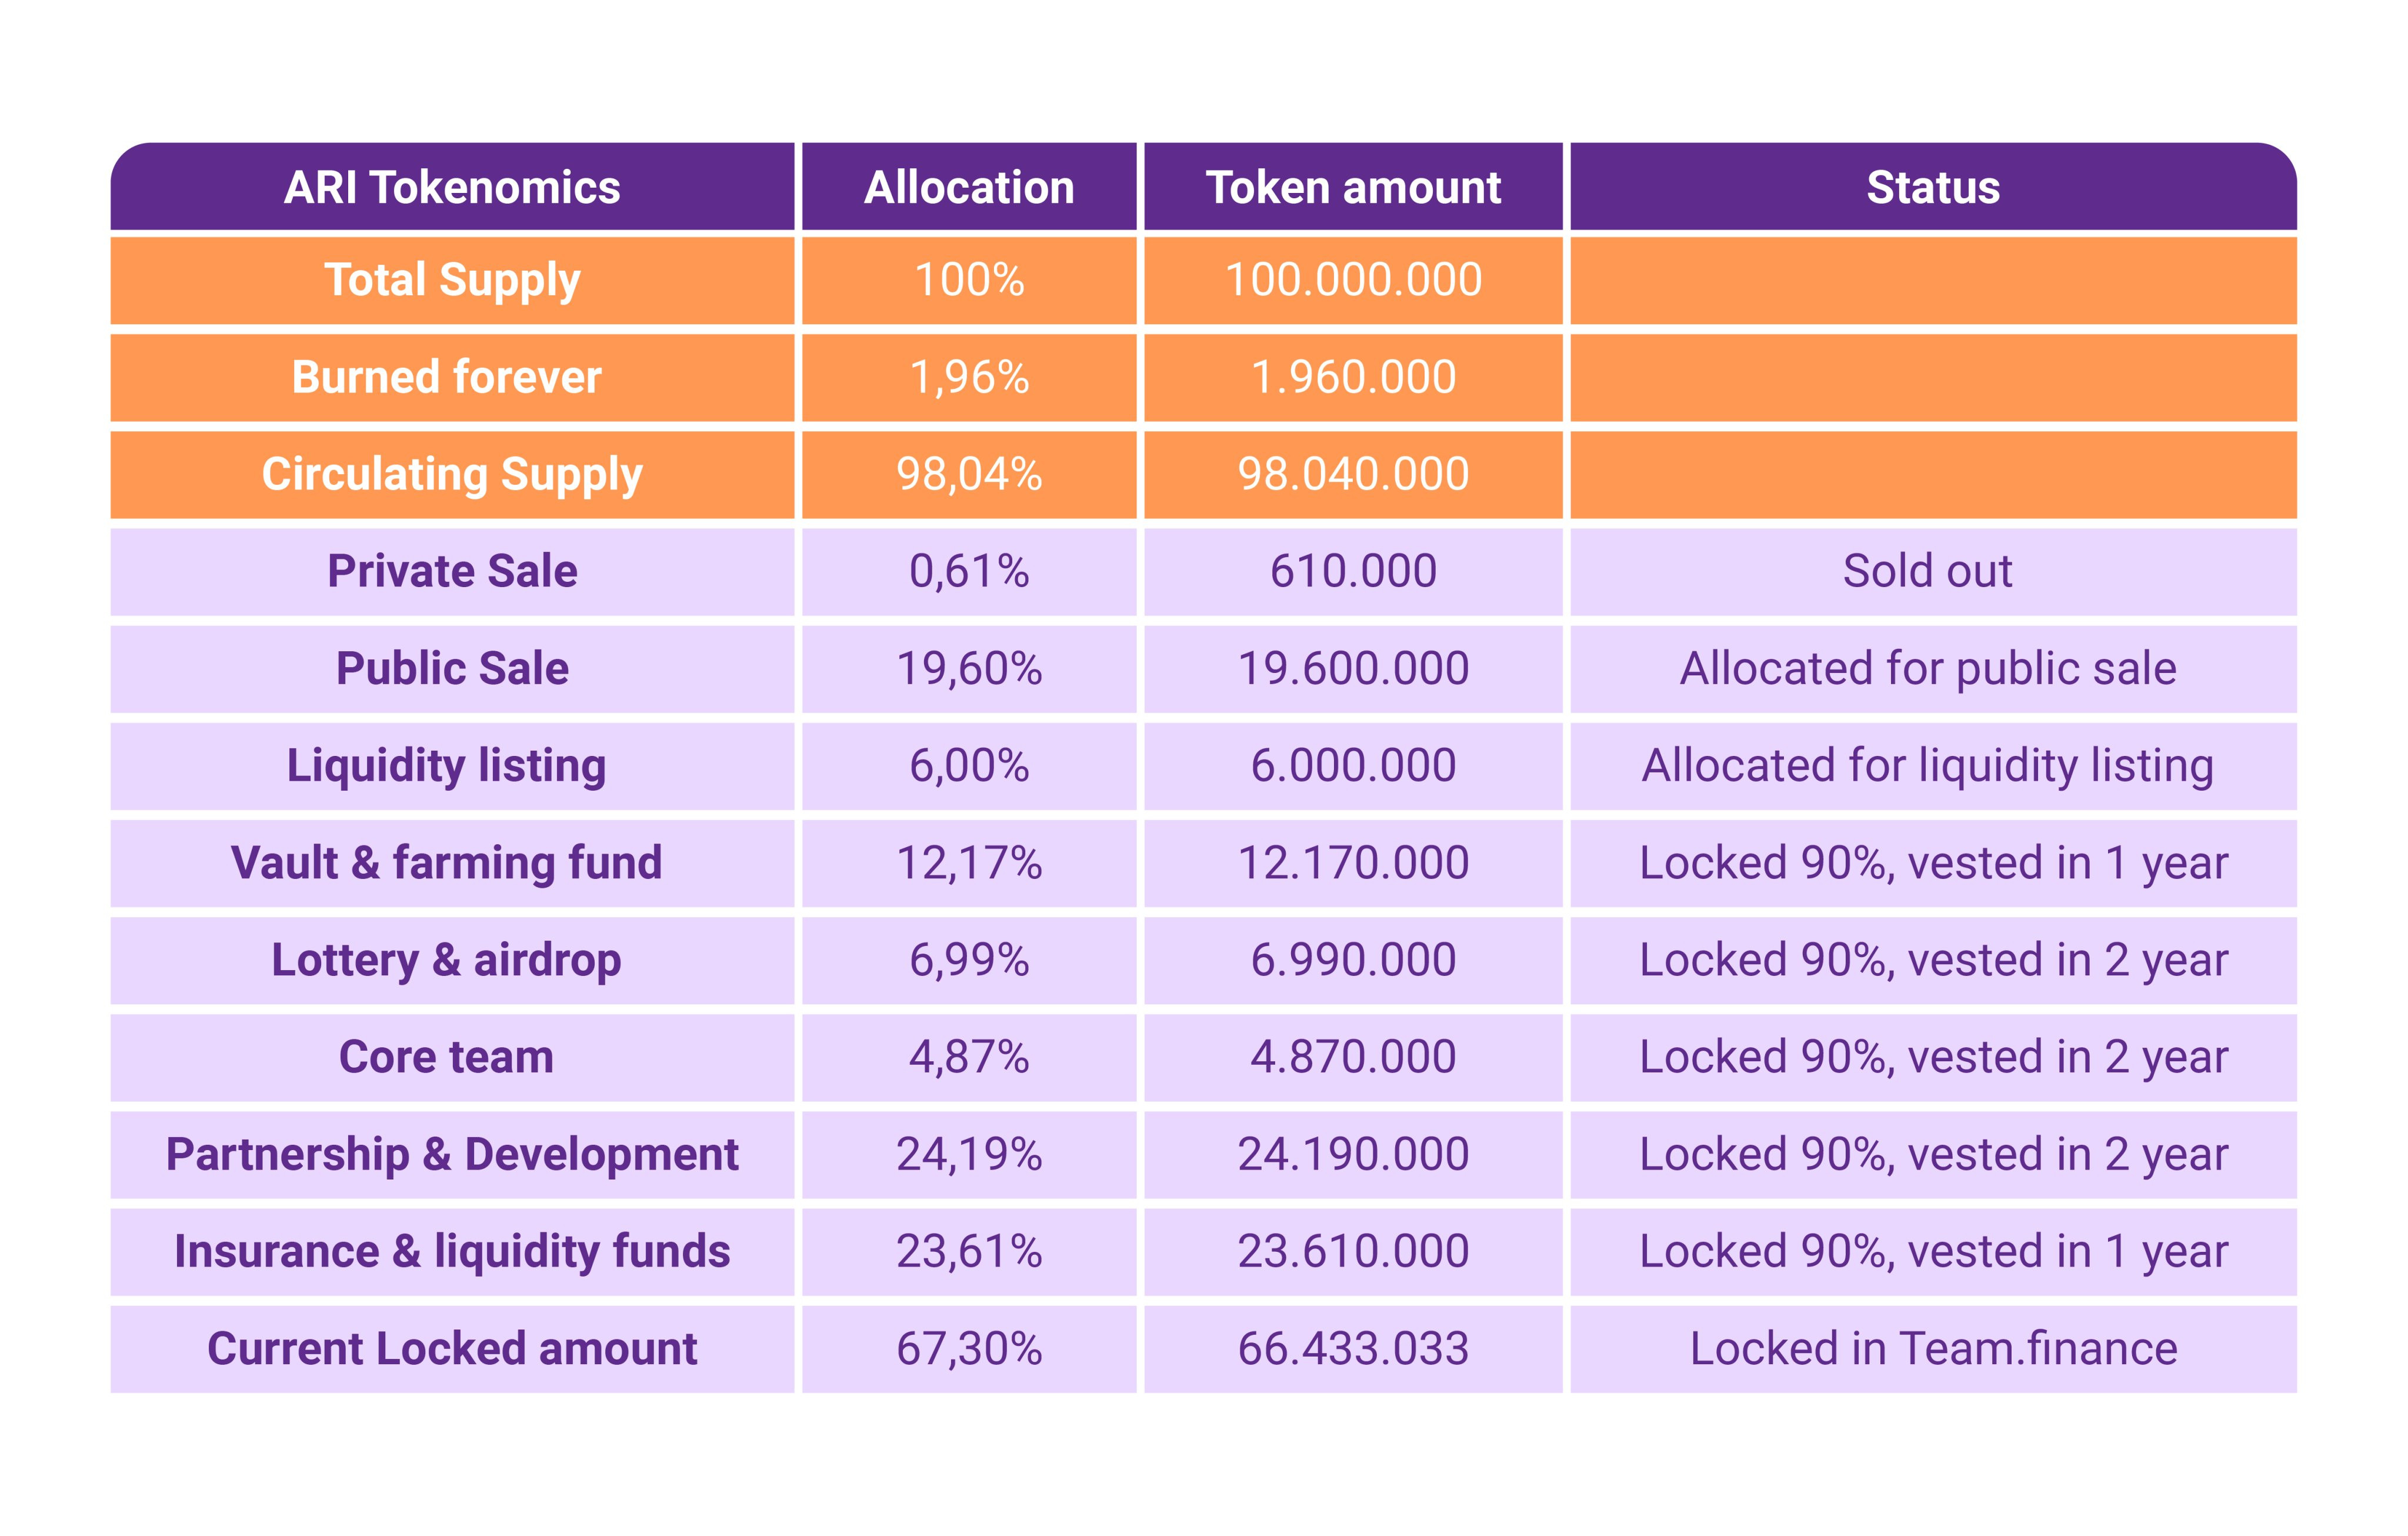 ARI Tokenomics Allocation Token amount Status
Total Supply 100% 100.000.000
Burned forever 1,96% 1.960.000
Circulating Supply 98,04% 98.040.000
Private Sale 0,61% 610.000 Sold out
Public Sale 19,60% 19.600.000 Allocated for public sale
Liquidity listing 6,00% 6.000.000 Allocated for liquidity listing
Vault & farming fund 12,17% 12.170.000 Locked 90%, vested in 1 year
Lottery & airdrop 6,99% 6.990.000 Locked 90%, vested in 2 year
Core team 4,87% 4.870.000 Locked 90%, vested in 2 year
Partnership & Development 24,19% 24.190.000 Locked 90%, vested in 2 year
Insurance & liquidity funds 23,61% 23.610.000 Locked 90%, vested in 1 year
Current Locked amount 67,30% 66.433.033 Locked in Team.finance